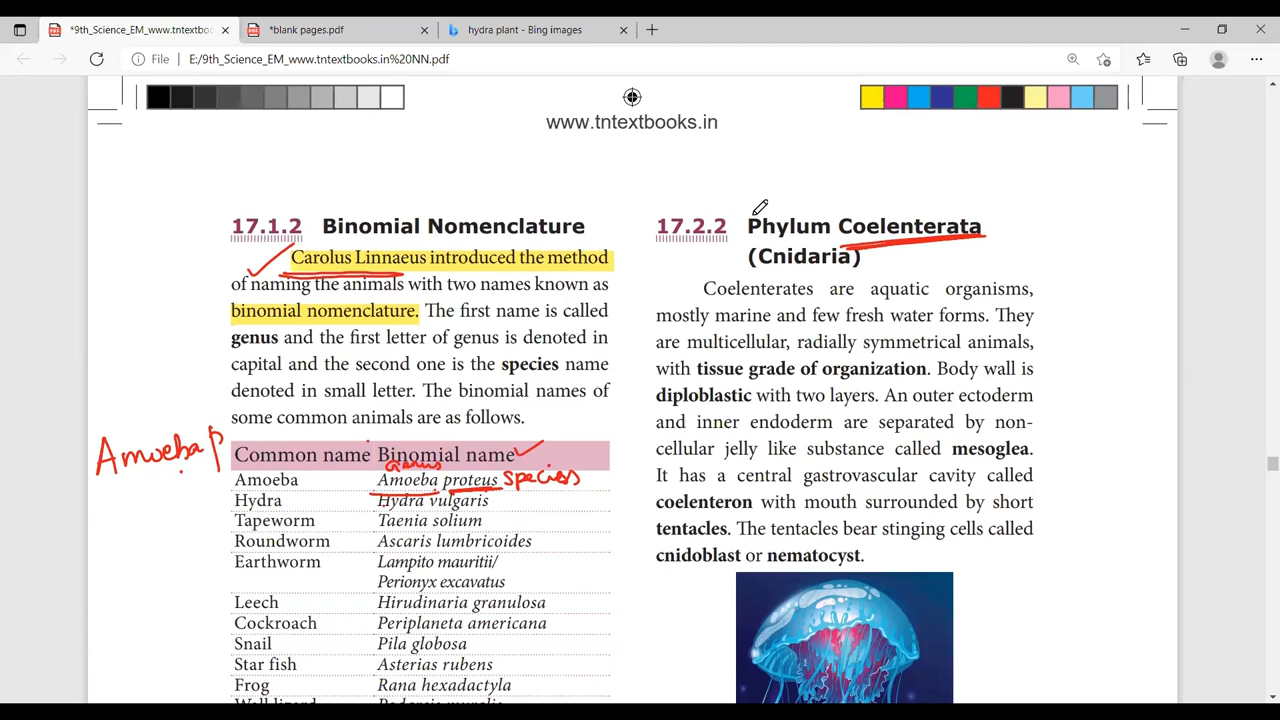 *9th_Science_EM_www.tntextbooks
*blank pages.pdf
hydra plant - Bing images
File
E:/9th_Science_EM_www.tntextbooks.in%20NN.pdf
www.tntextbooks.in
17.1.2 Binomial Nomenclature
Carolus Linnaeus introduced the method
of naming the animals with two names known as
binomial nomenclature. The first name is called
genus and the first letter of genus is denoted in
capital and the second one is the species name
denoted in small letter. The binomial names of
some common animals are as follows.
Amoeba p
Common name Binomial name
genus
Amoeba Amoeba proteus species
Hydra Hydra vulgaris
Tapeworm Taenia solium
Roundworm Ascaris lumbricoides
Earthworm Lampito mauritii/
Perionyx excavatus
Leech Hirudinaria granulosa
Cockroach Periplaneta americana
Snail Pila globosa
Star fish Asterias rubens
Frog Rana hexadactyla
17.2.2 Phylum Coelenterata
(Cnidaria)
Coelenterates are aquatic organisms,
mostly marine and few fresh water forms. They
are multicellular, radially symmetrical animals,
with tissue grade of organization. Body wall is
diploblastic with two layers. An outer ectoderm
and inner endoderm are separated by non-
cellular jelly like substance called mesoglea.
It has a central gastrovascular cavity called
coelenteron with mouth surrounded by short
tentacles. The tentacles bear stinging cells called
cnidoblast or nematocyst.